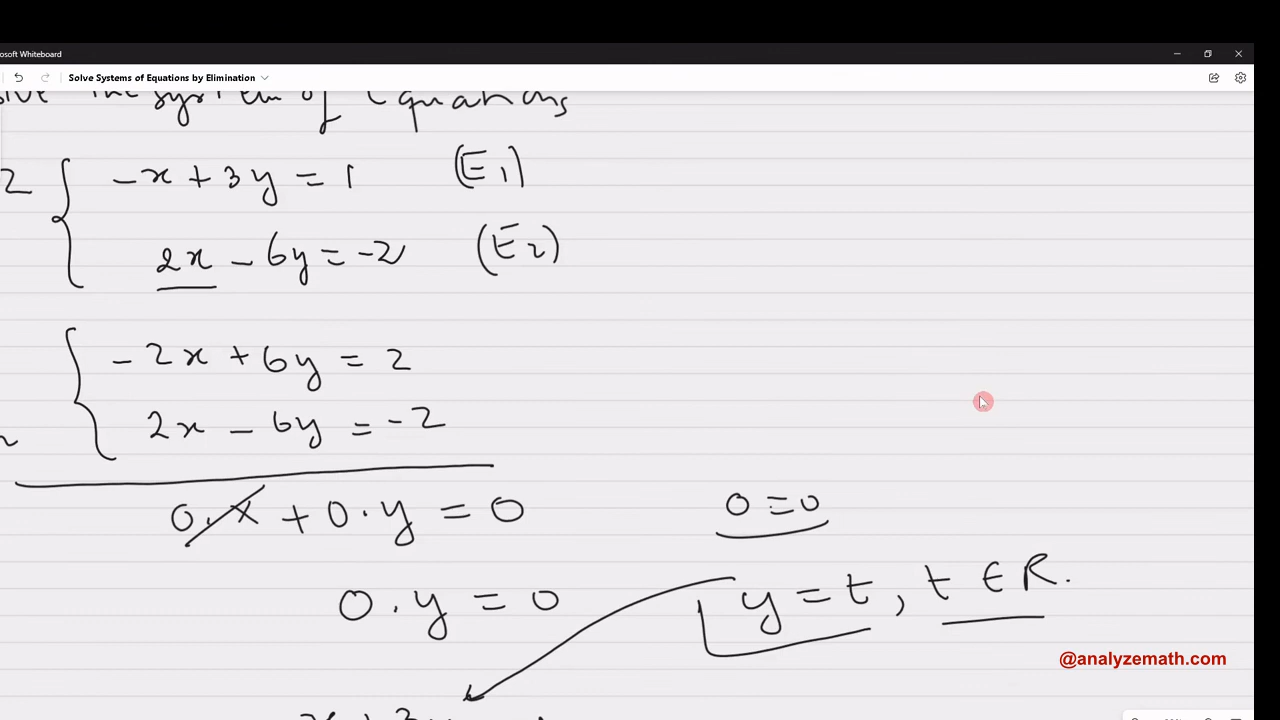 osoft Whiteboard
Solve Systems of Equations by Elimination
the system of Equations
2 { -x + 3y = 1 (E1)
2x - 6y = -2 (E2)
{ -2x + 6y = 2
2x - 6y = -2
0.x + 0.y = 0 0=0
0.y = 0 y = t, t ∈ R.
@analyzemath.com